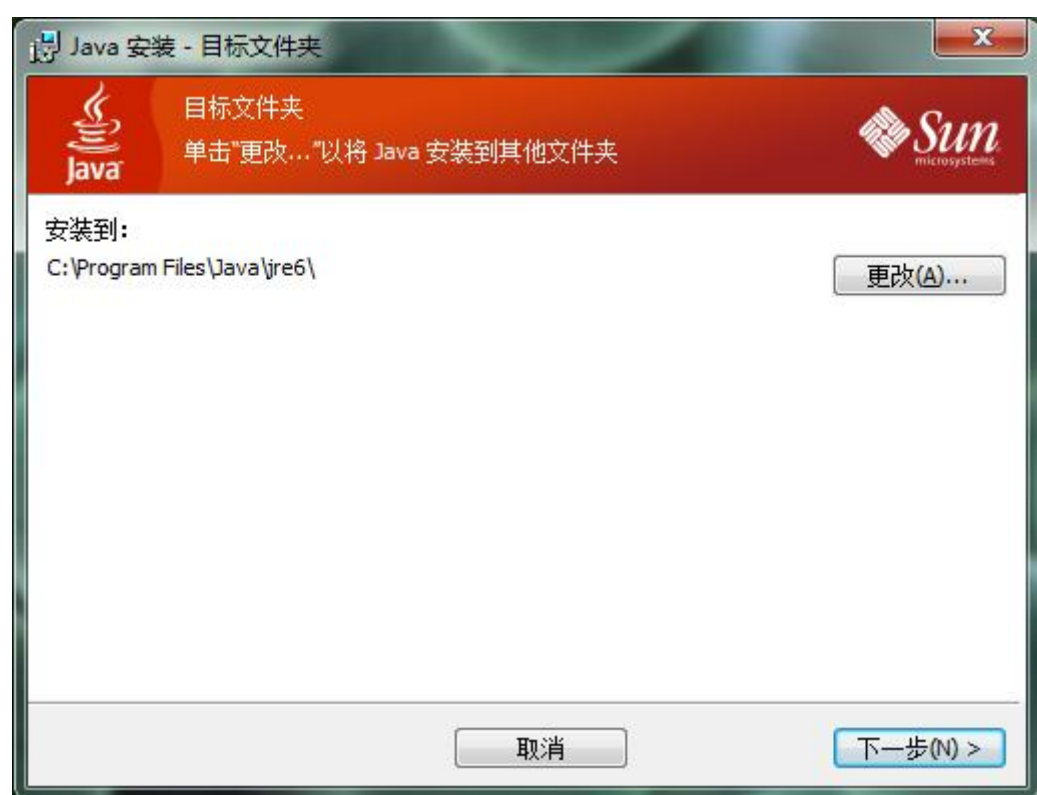 Java 安装 - 目标文件夹
目标文件夹
单击"更改..."以将 Java 安装到其他文件夹
Java
Sun
microsystems
安装到:
C:\Program Files\Java\jre6\
更改(A)...
取消
下一步(N) >